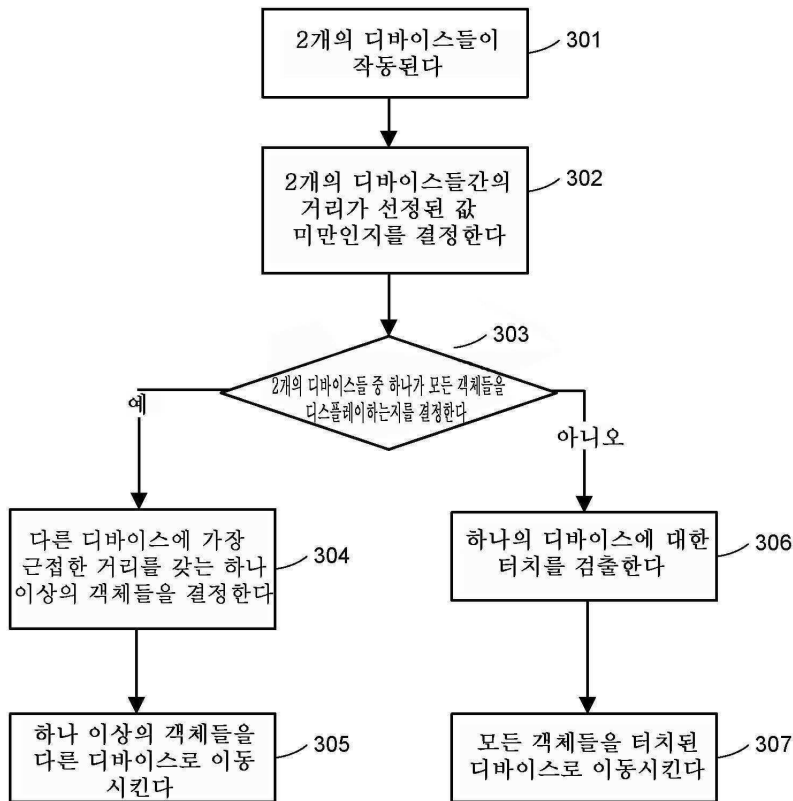 2개의 디바이스들이
작동된다
301
2개의 디바이스들간의
거리가 선정된 값
미만인지를 결정한다
302
303
2개의 디바이스들 중 하나가 모든 객체들을
디스플레이하는지를 결정한다
예
아니오
다른 디바이스에 가장
근접한 거리를 갖는 하나
이상의 객체들을 결정한다
304
하나의 디바이스에 대한
터치를 검출한다
306
하나 이상의 객체들을
다른 디바이스로 이동
시킨다
305
모든 객체들을 터치된
디바이스로 이동시킨다
307